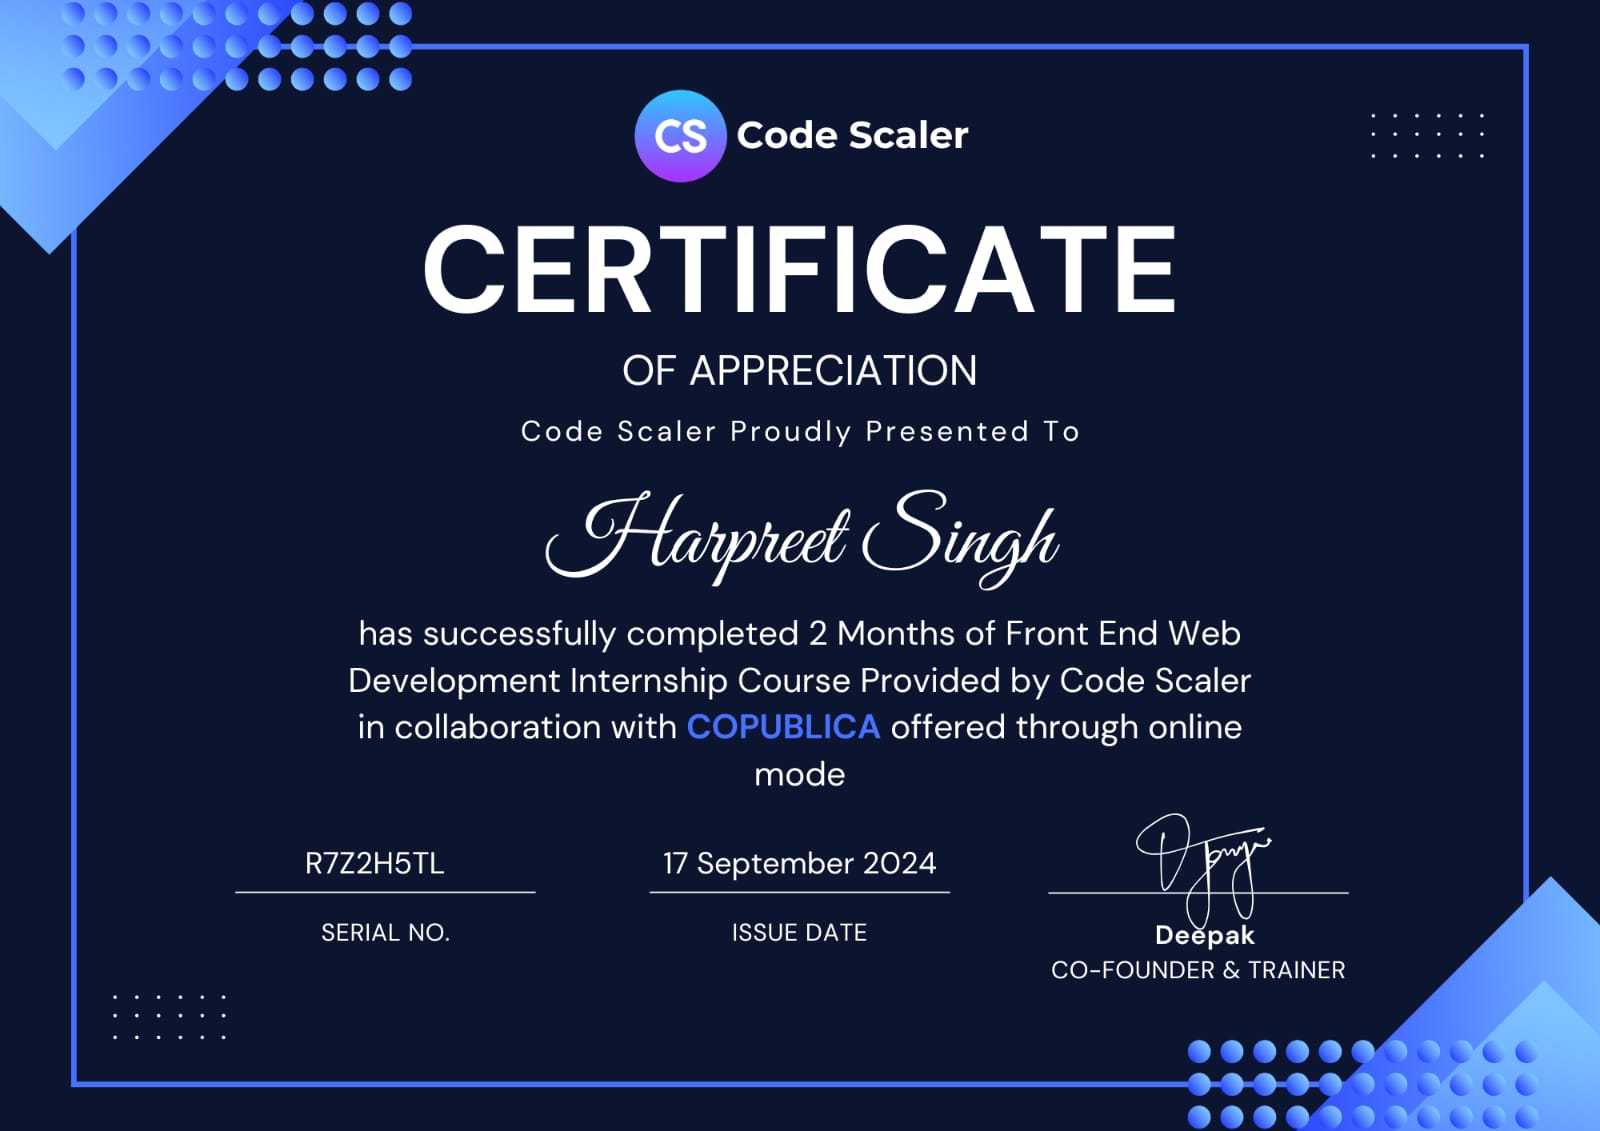 CS Code Scaler
CERTIFICATE
OF APPRECIATION
Code Scaler Proudly Presented To
Harpreet Singh
has successfully completed 2 Months of Front End Web
Development Internship Course Provided by Code Scaler
in collaboration with COPUBLICA offered through online
mode
R7Z2H5TL
SERIAL NO.
17 September 2024
ISSUE DATE
Deepak
CO-FOUNDER & TRAINER